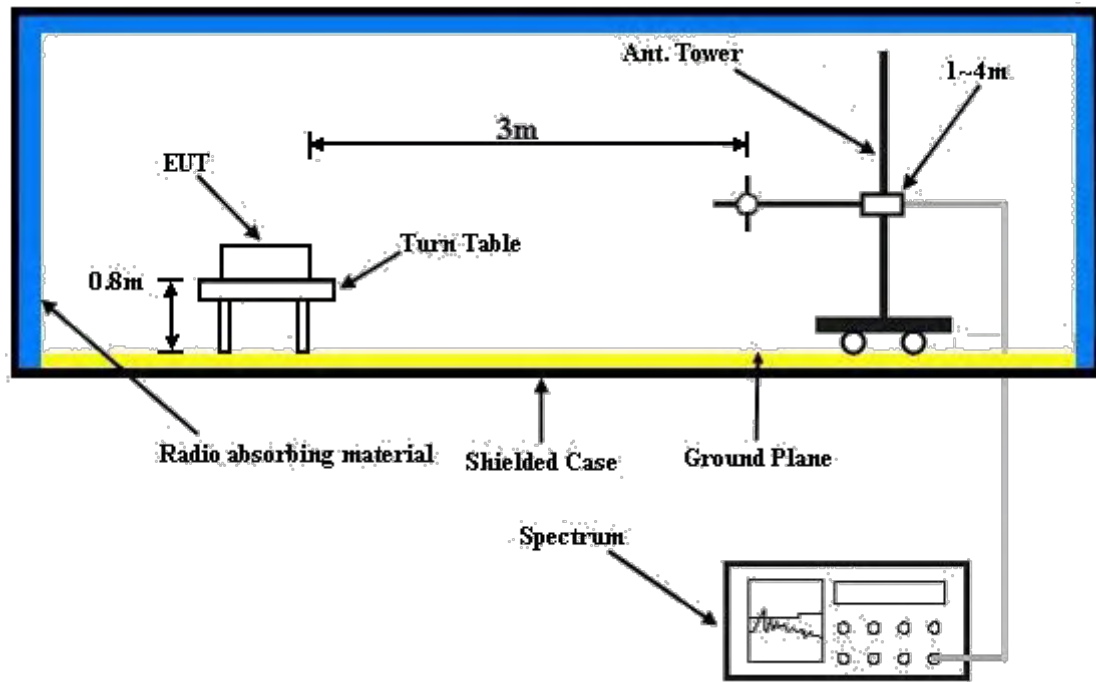 Ant. Tower
1~4m
3m
EUT
Turn Table
0.8m
Radio absorbing material
Shielded Case
Ground Plane
Spectrum